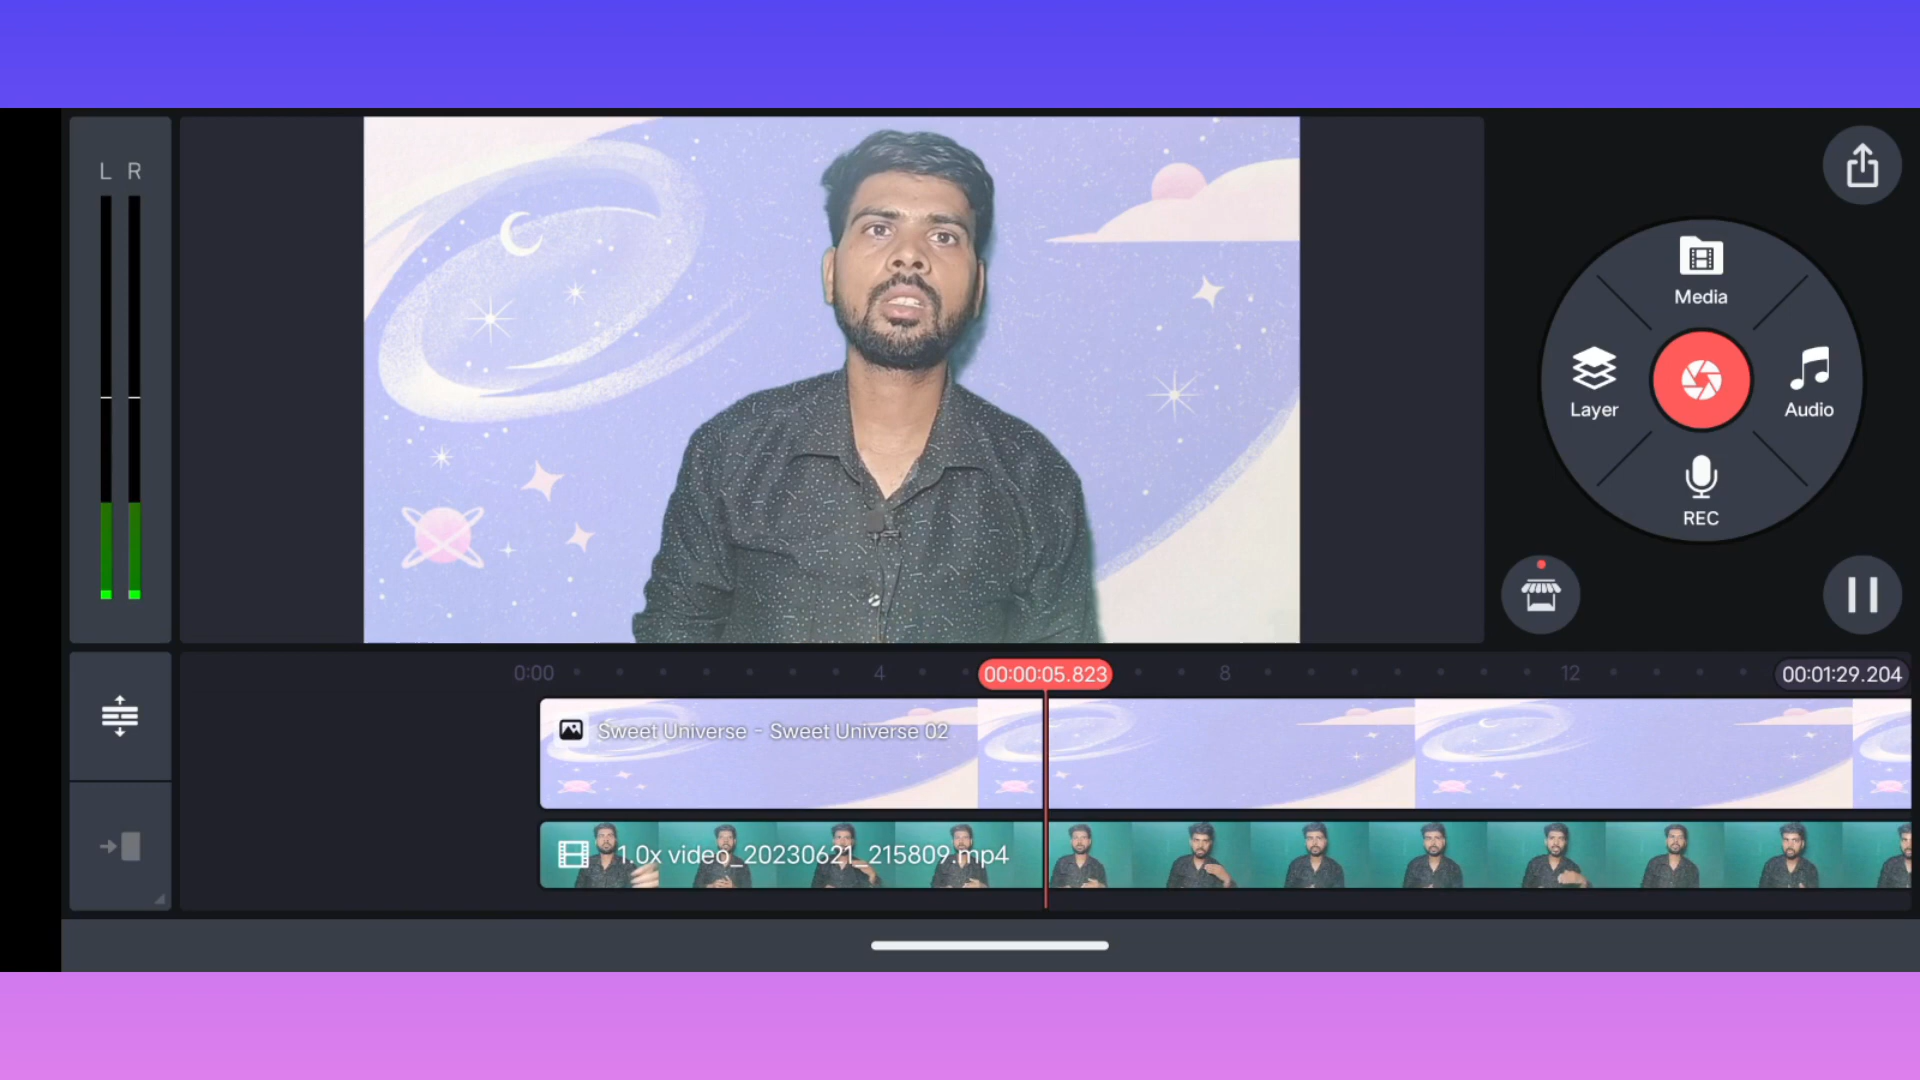 L R
Media
Layer
Audio
REC
0:00
4
00:00:05.823
8
12
00:01:29.204
Sweet Universe - Sweet Universe 02
1.0x video_20230621_215809.mp4